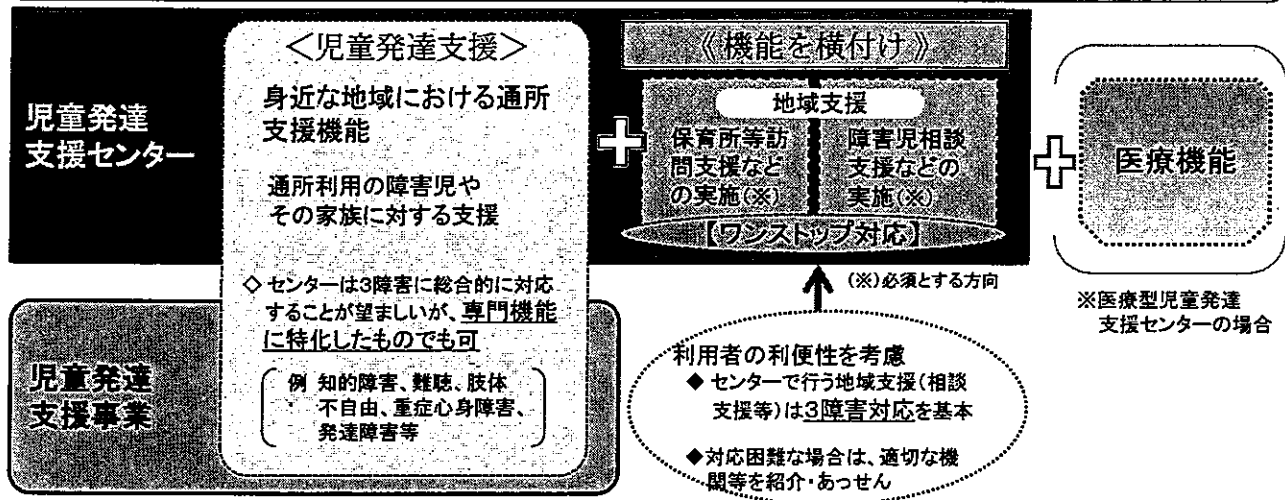 児童発達
支援センター
＜児童発達支援＞
身近な地域における通所
支援機能
通所利用の障害児や
その家族に対する支援
◇ センターは3障害に総合的に対応
することが望ましいが、専門機能
に特化したものでも可
例 知的障害、難聴、肢体
不自由、重症心身障害、
発達障害等
児童発達
支援事業
＋
《機能を横付け》
地域支援
保育所等訪
問支援など
の実施(※)
障害児相談
支援などの
実施(※)
【ワンストップ対応】
(※)必須とする方向
利用者の利便性を考慮
◆ センターで行う地域支援(相談
支援等)は3障害対応を基本
◆対応困難な場合は、適切な機
関等を紹介・あっせん
＋
医療機能
※医療型児童発達
支援センターの場合